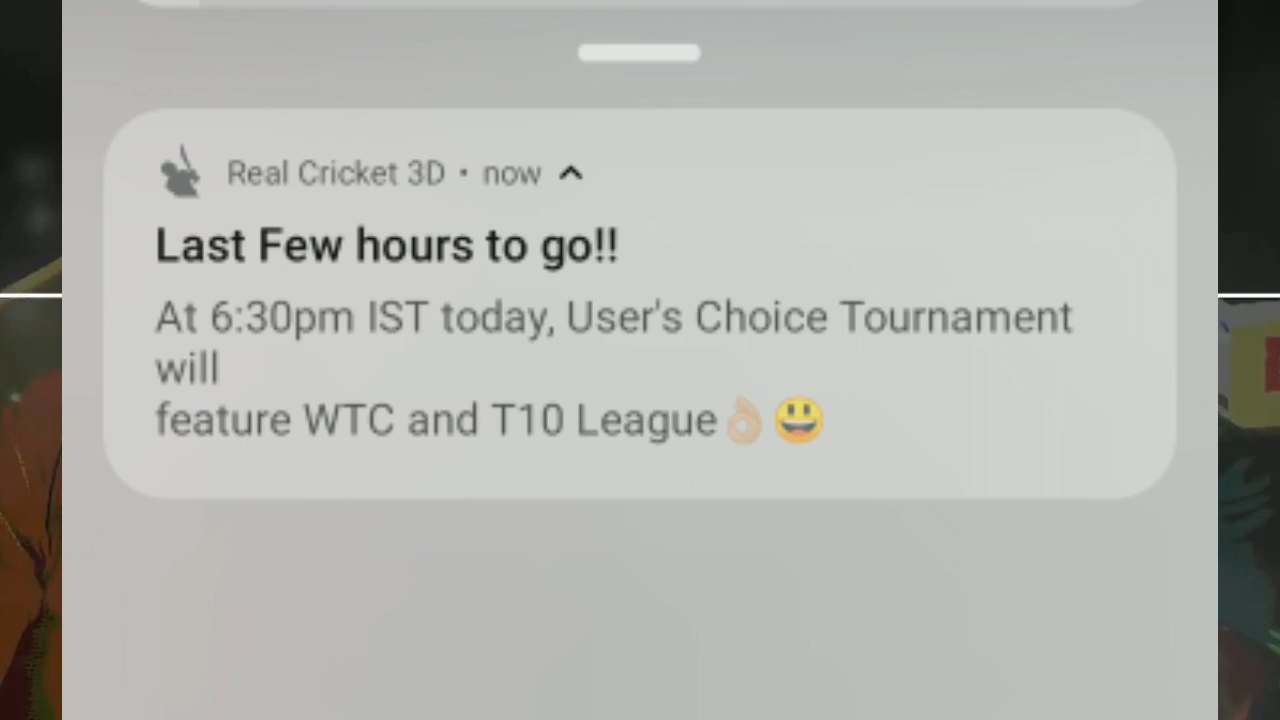 Real Cricket 3D • now
Last Few hours to go!!
At 6:30pm IST today, User's Choice Tournament
will
feature WTC and T10 League👌🏼😃